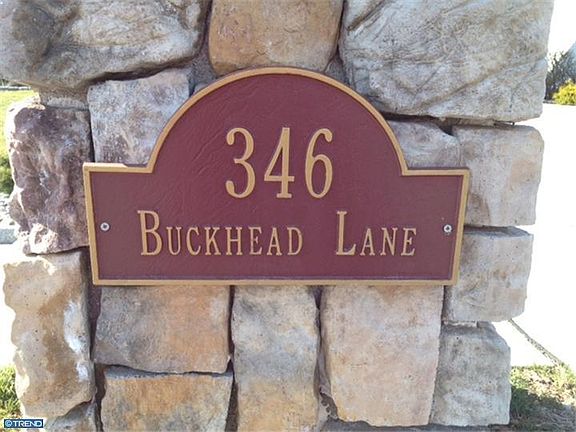 346
BUCKHEAD LANE
TREND